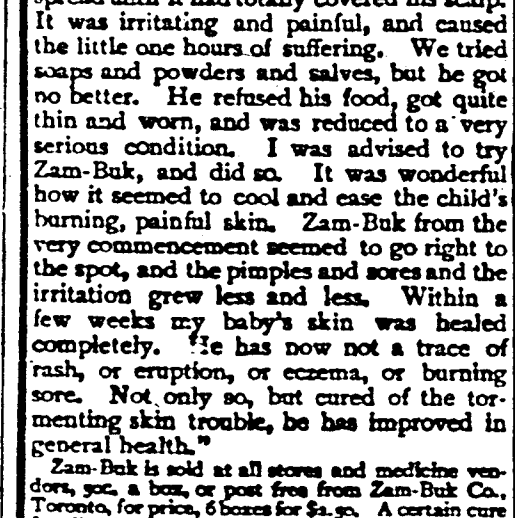 spread until it had totally covered his scalp.
It was irritating and painful, and caused
the little one hours of suffering. We tried
soaps and powders and salves, but he got
no better. He refused his food, got quite
thin and worn, and was reduced to a very
serious condition. I was advised to try
Zam-Buk, and did so. It was wonderful
how it seemed to cool and ease the child's
burning, painful skin. Zam-Buk from the
very commencement seemed to go right to
the spot, and the pimples and sores and the
irritation grew less and less. Within a
few weeks my baby's skin was healed
completely. He has now not a trace of
rash, or eruption, or eczema, or burning
sore. Not only so, but cured of the tor-
menting skin trouble, he has improved in
general health."
Zam-Buk is sold at all stores and medicine ven-
dors, 50c. a box, or post free from Zam-Buk Co.,
Toronto, for price, 6 boxes for $2.50. A certain cure